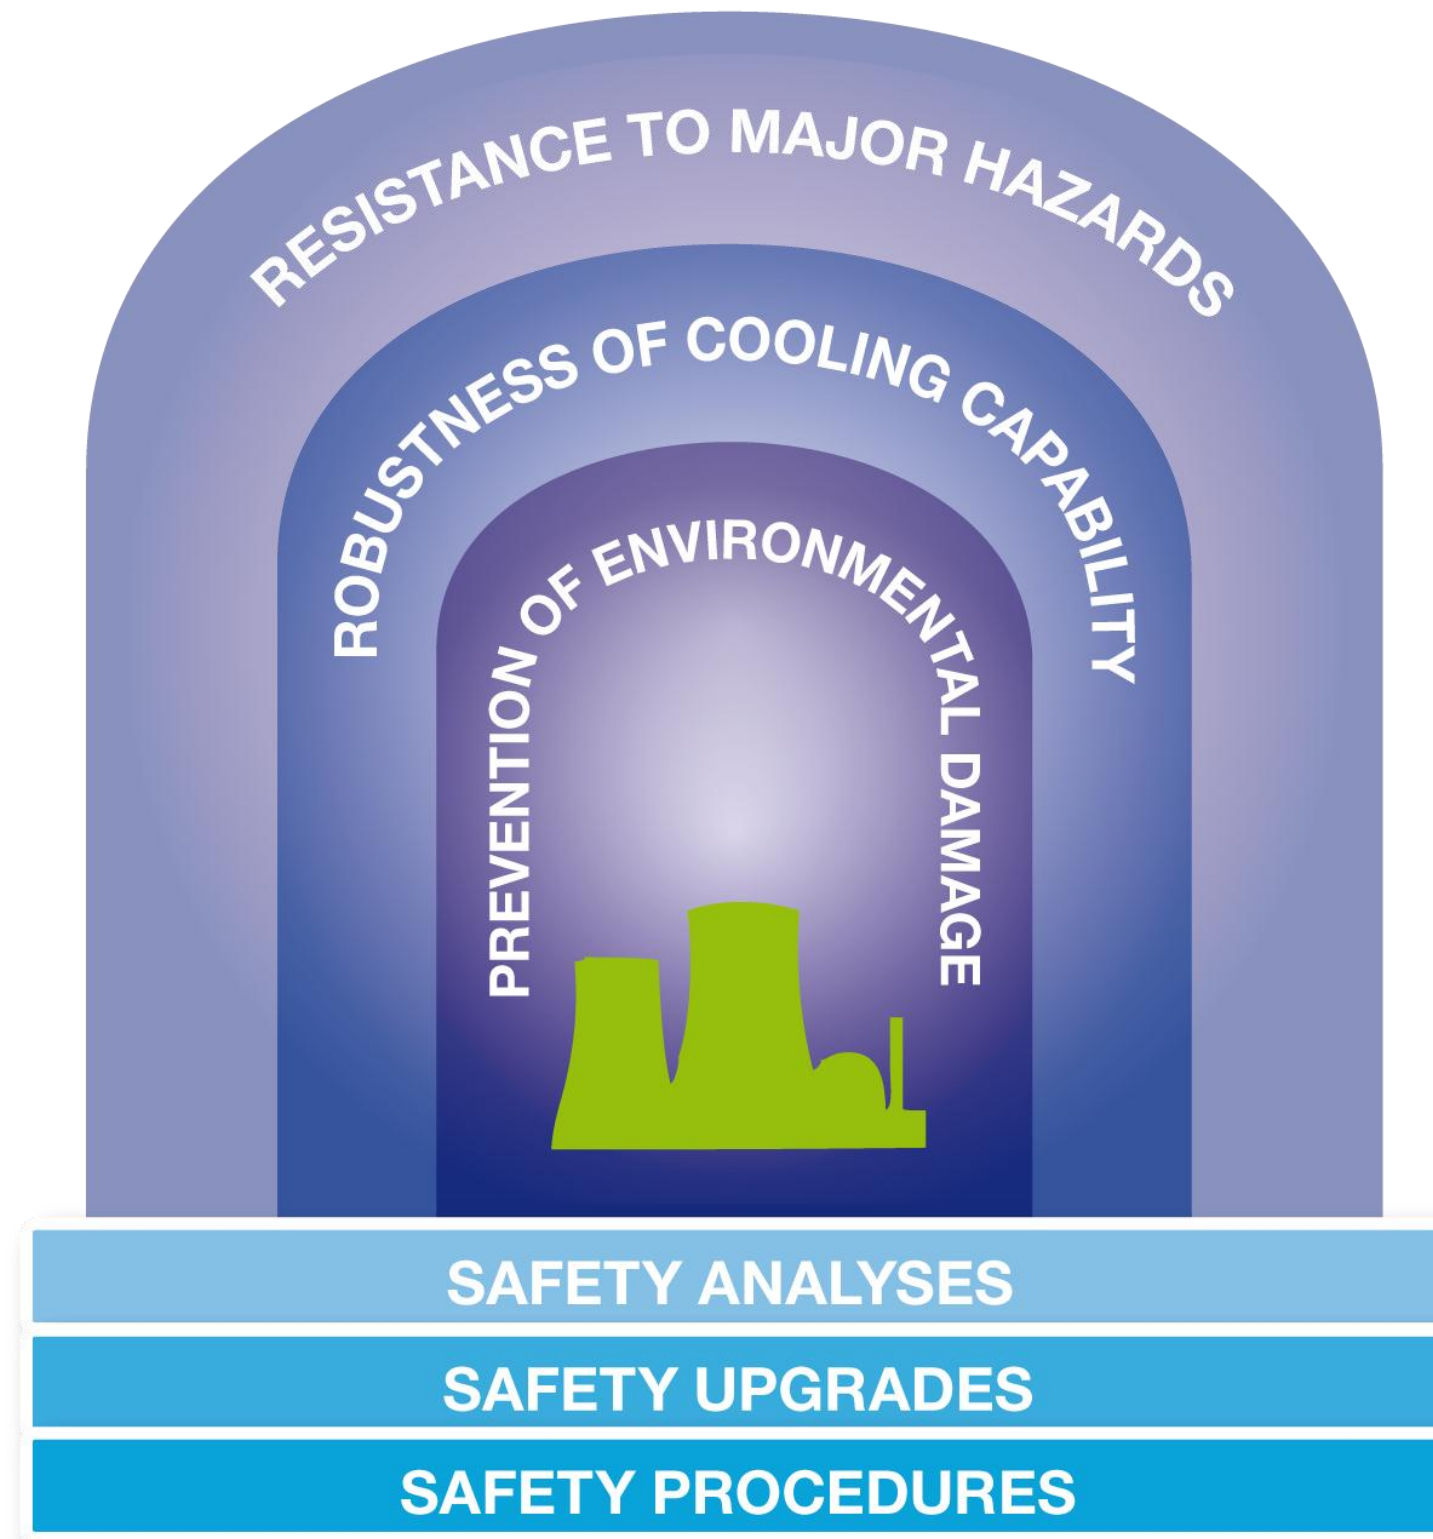 RESISTANCE TO MAJOR HAZARDS
ROBUSTNESS OF COOLING CAPABILITY
PREVENTION OF ENVIRONMENTAL DAMAGE
SAFETY ANALYSES
SAFETY UPGRADES
SAFETY PROCEDURES